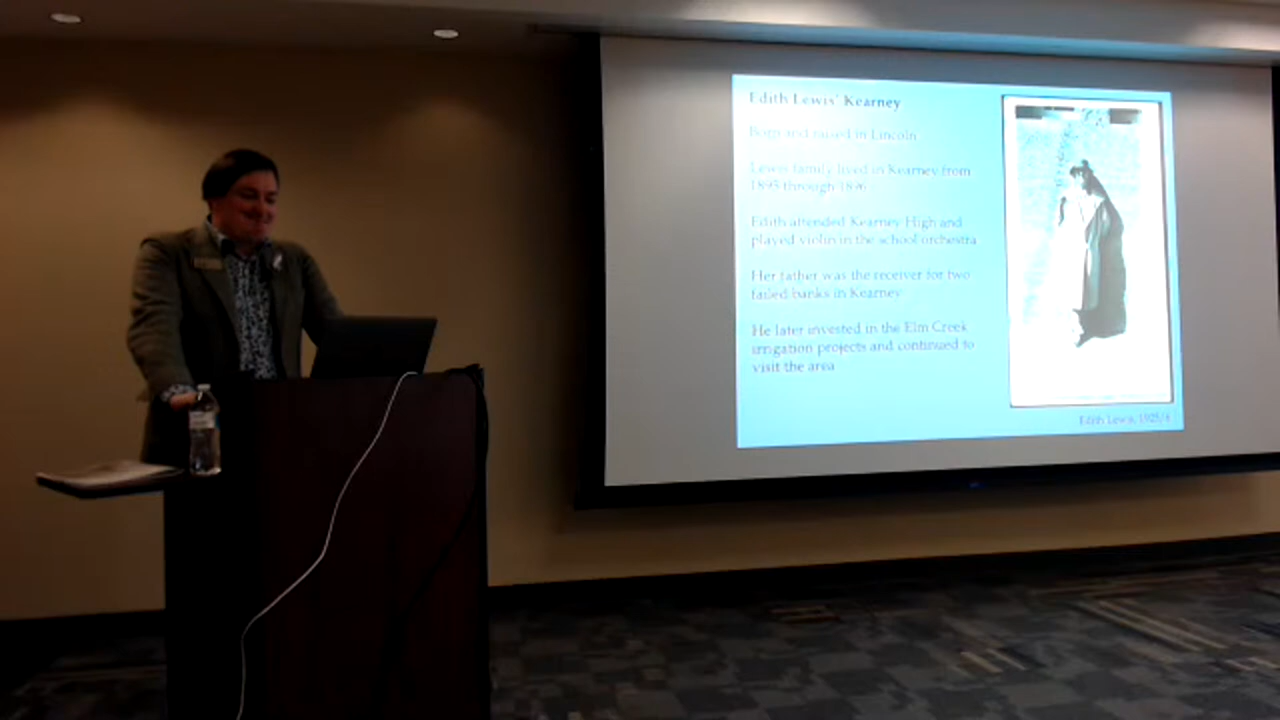 Edith Lewis' Kearney
Born and raised in Lincoln
Lewis family lived in Kearney from
1893 through 1896
Edith attended Kearney High and
played violin in the school orchestra
Her father was the receiver for two
failed banks in Kearney
He later invested in the Elm Creek
irrigation projects and continued to
visit the area
Edith Lewis,